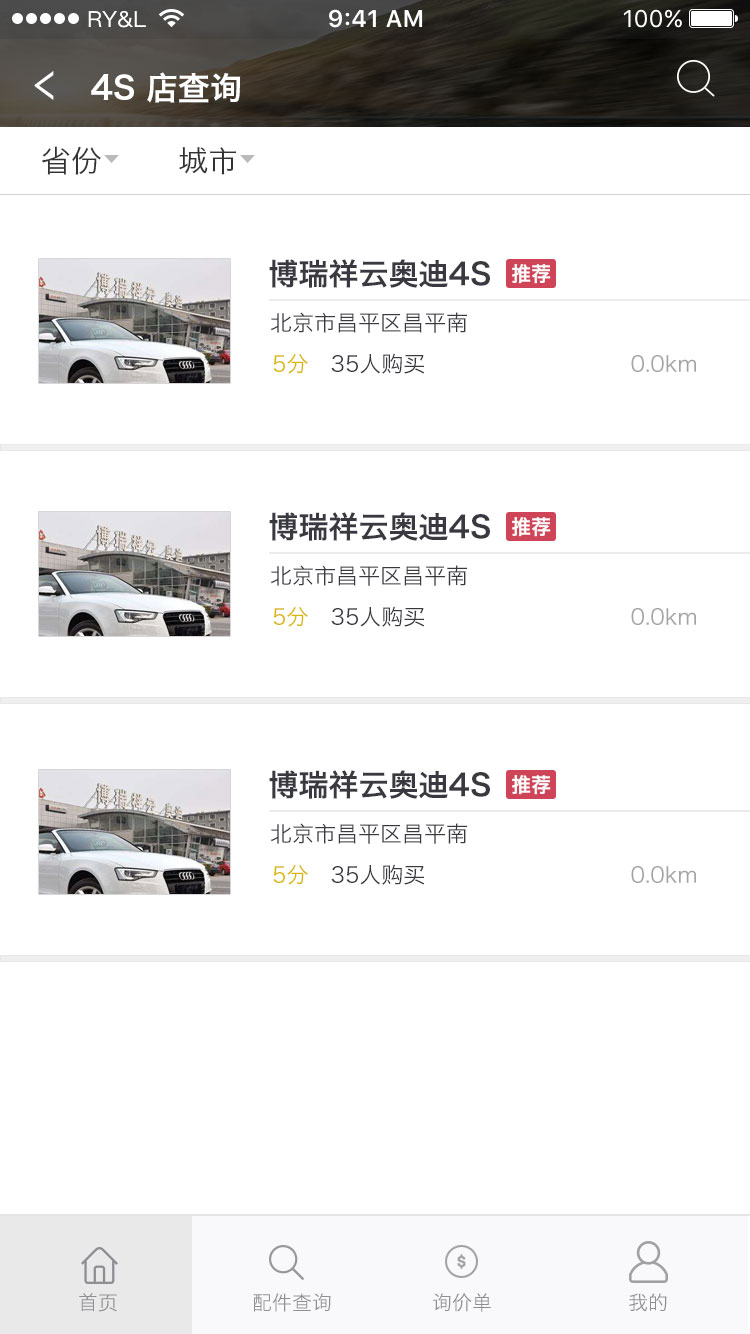 RY&L 9:41 AM 100%
4S 店查询
省份 城市
博瑞祥云奥迪4S 推荐
北京市昌平区昌平南
5分 35人购买 0.0km
博瑞祥云奥迪4S 推荐
北京市昌平区昌平南
5分 35人购买 0.0km
博瑞祥云奥迪4S 推荐
北京市昌平区昌平南
5分 35人购买 0.0km
首页 配件查询 询价单 我的